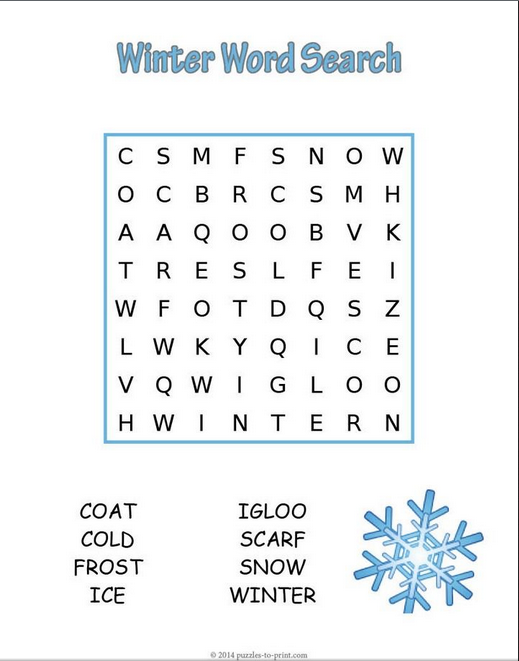 Winter Word Search
C S M F S N O W
O C B R C S M H
A A Q O O B V K
T R E S L F E I
W F O T D Q S Z
L W K Y Q I C E
V Q W I G L O O
H W I N T E R N
COAT IGLOO
COLD SCARF
FROST SNOW
ICE WINTER
© 2014 puzzles-to-print.com